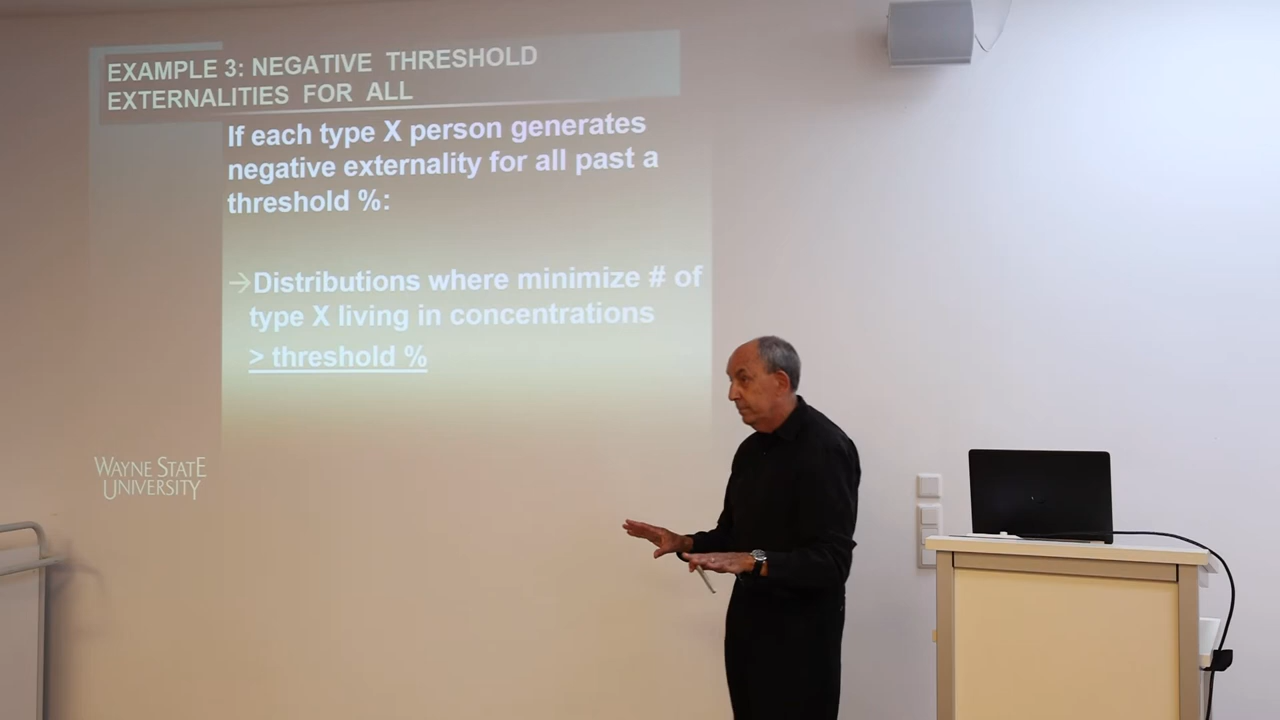 EXAMPLE 3: NEGATIVE THRESHOLD
EXTERNALITIES FOR ALL
If each type X person generates
negative externality for all past a
threshold %:
→Distributions where minimize # of
type X living in concentrations
> threshold %
WAYNE STATE
UNIVERSITY